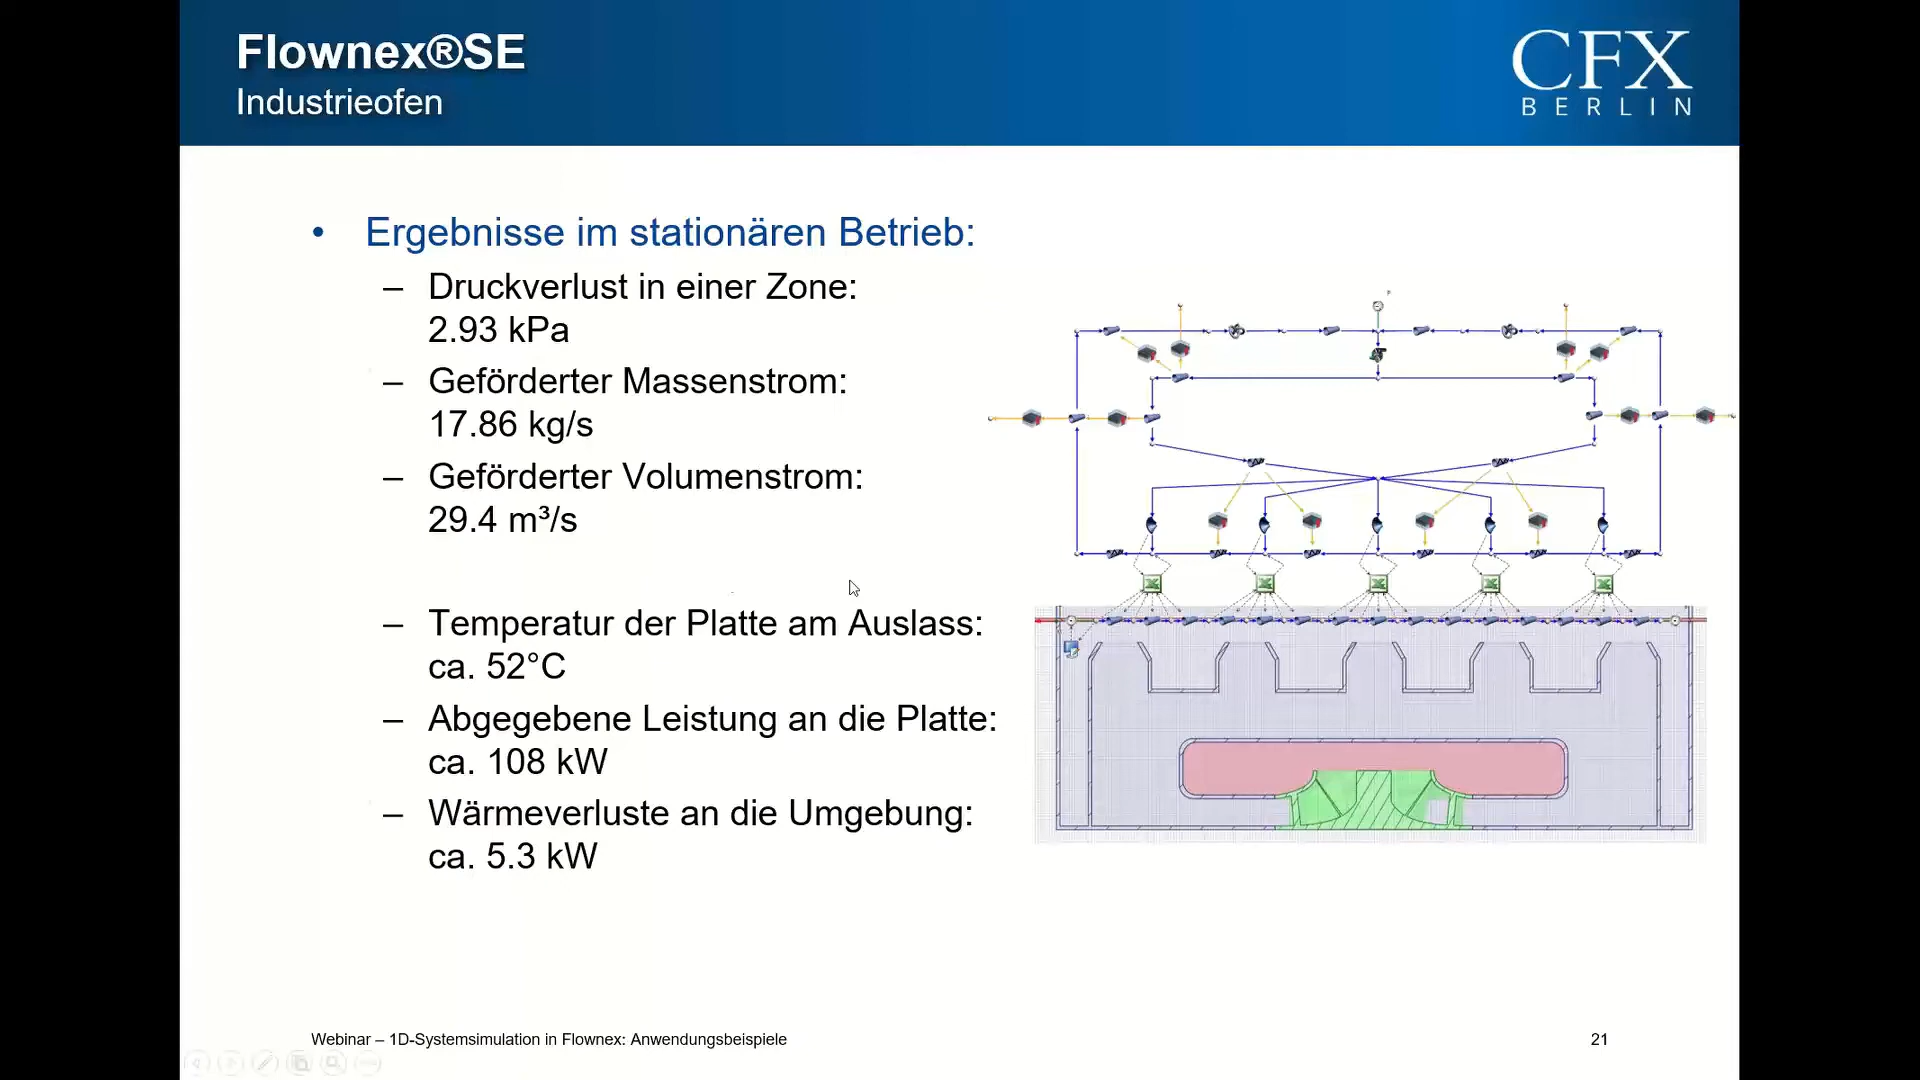 Flownex®SE
Industrieofen
CFX
BERLIN
• Ergebnisse im stationären Betrieb:
– Druckverlust in einer Zone:
2.93 kPa
– Geförderter Massenstrom:
17.86 kg/s
– Geförderter Volumenstrom:
29.4 m³/s
– Temperatur der Platte am Auslass:
ca. 52°C
– Abgegebene Leistung an die Platte:
ca. 108 kW
– Wärmeverluste an die Umgebung:
ca. 5.3 kW
Webinar – 1D-Systemsimulation in Flownex: Anwendungsbeispiele
21